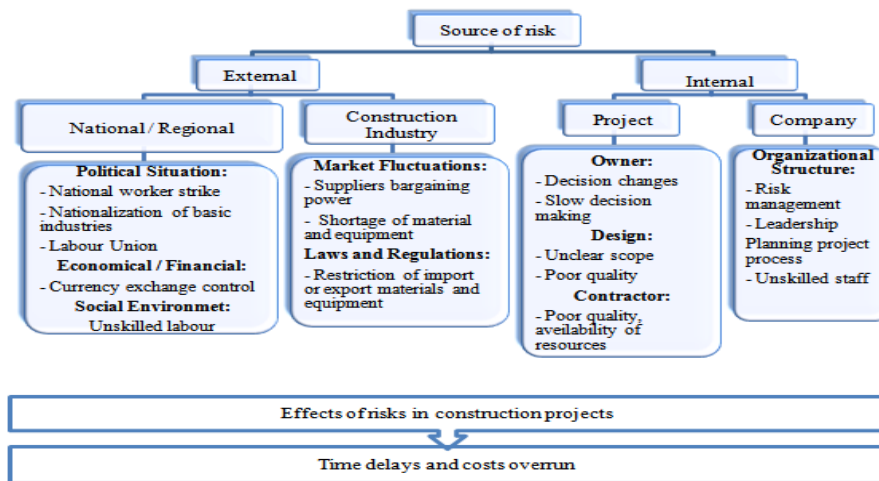 Source of risk
External
Internal
National / Regional
Construction
Industry
Project
Company
Political Situation:
- National worker strike
- Nationalization of basic
industries
- Labour Union
Economical / Financial:
- Currency exchange control
Social Environmet:
Unskilled labour
Market Fluctuations:
- Suppliers bargaining
power
- Shortage of material
and equipment
Laws and Regulations:
- Restriction of import
or export materials and
equipment
Owner:
- Decision changes
- Slow decision
making
Design:
- Unclear scope
- Poor quality
Contractor:
- Poor quality,
aveilability of
resources
Organizational
Structure:
- Risk
management
- Leadership
Planning project
process
- Unskilled staff
Effects of risks in construction projects
Time delays and costs overrun